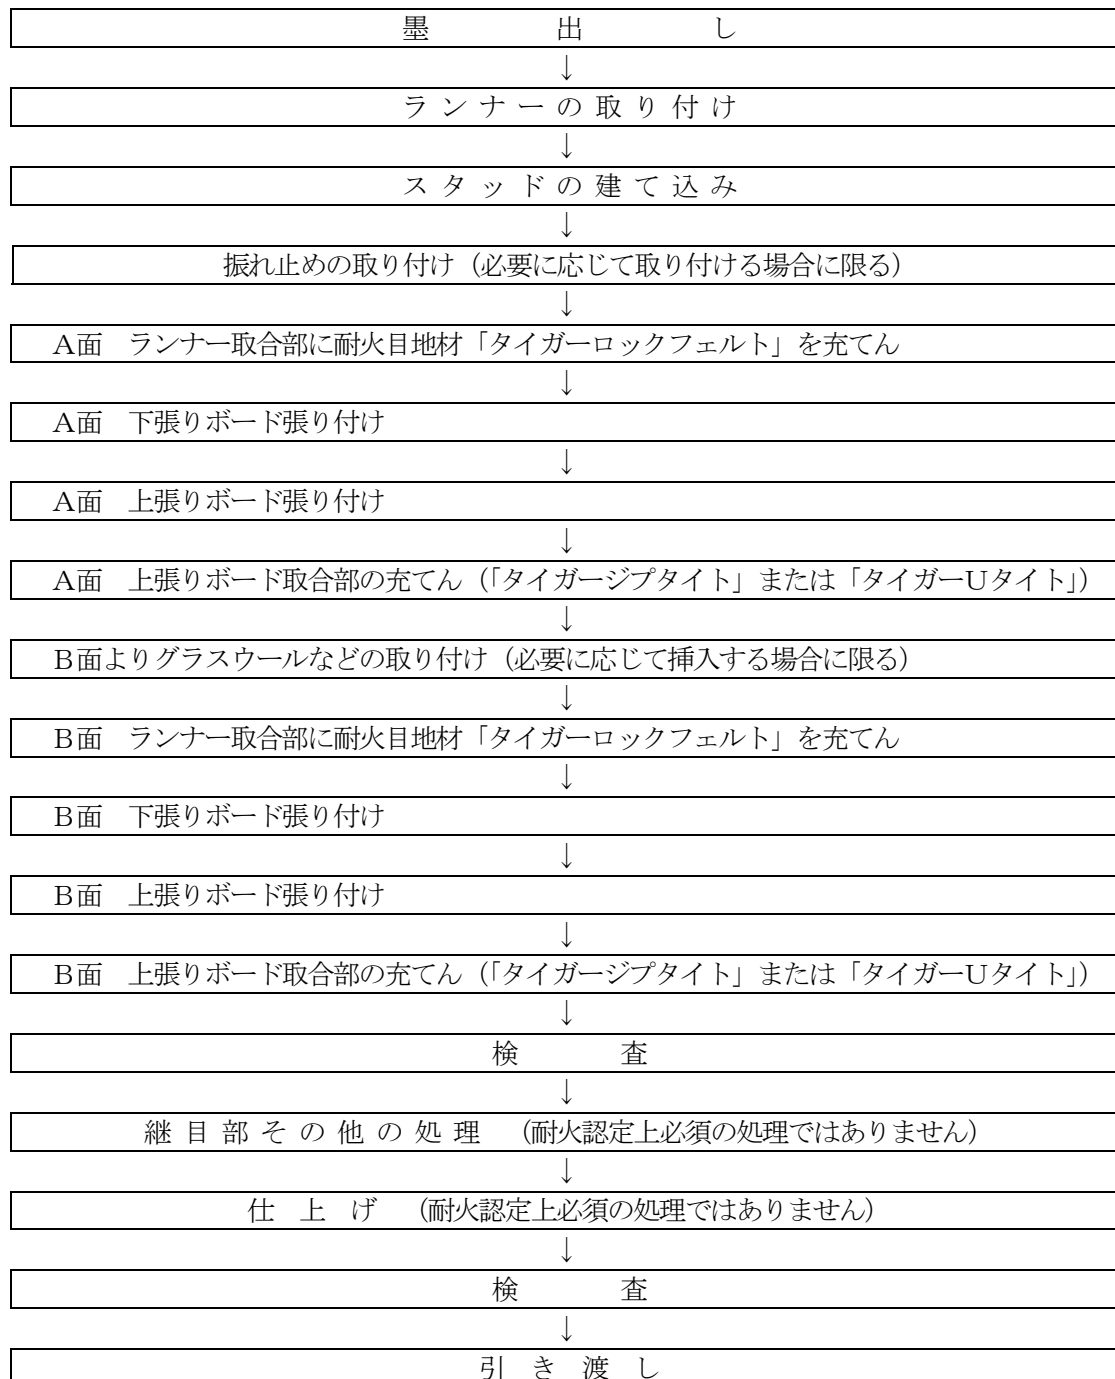 墨出し
↓
ランナーの取り付け
↓
スタッドの建て込み
↓
振れ止めの取り付け（必要に応じて取り付ける場合に限る）
↓
A面　ランナー取合部に耐火目地材「タイガーロックフェルト」を充てん
↓
A面　下張りボード張り付け
↓
A面　上張りボード張り付け
↓
A面　上張りボード取合部の充てん（「タイガージプタイト」または「タイガーUタイト」）
↓
B面よりグラスウールなどの取り付け（必要に応じて挿入する場合に限る）
↓
B面　ランナー取合部に耐火目地材「タイガーロックフェルト」を充てん
↓
B面　下張りボード張り付け
↓
B面　上張りボード張り付け
↓
B面　上張りボード取合部の充てん（「タイガージプタイト」または「タイガーUタイト」）
↓
検査
↓
継目部その他の処理　（耐火認定上必須の処理ではありません）
↓
仕上げ　（耐火認定上必須の処理ではありません）
↓
検査
↓
引き渡し